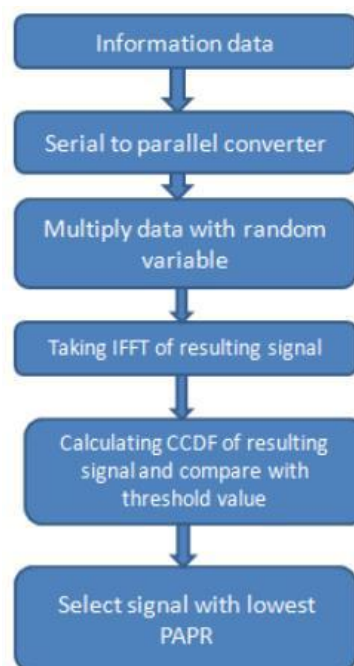 Information data
Serial to parallel converter
Multiply data with random
variable
Taking IFFT of resulting signal
Calculating CCDF of resulting
signal and compare with
threshold value
Select signal with lowest
PAPR